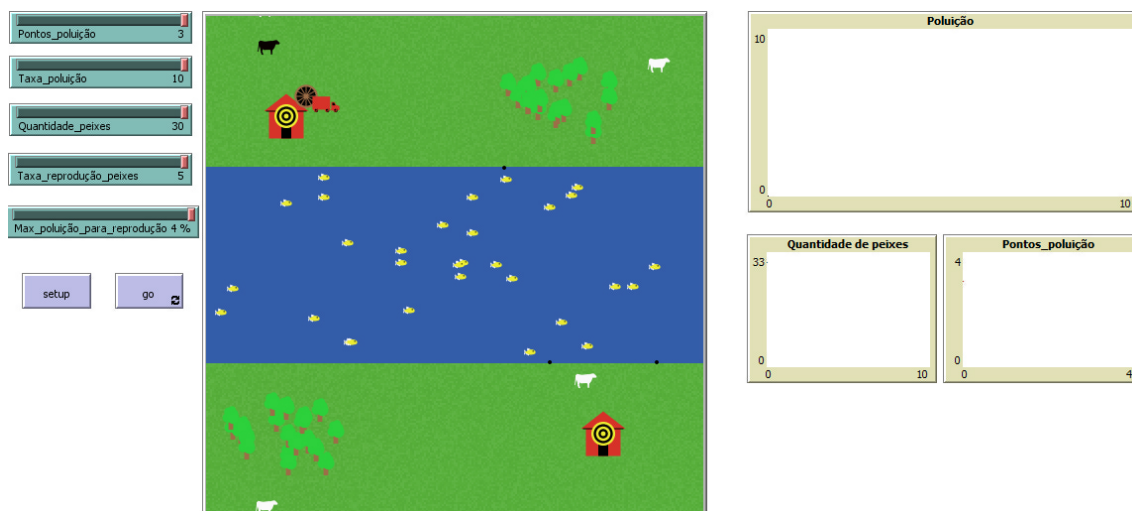 Pontos_poluição 3
Taxa_poluição 10
Quantidade_peixes 30
Taxa_reprodução_peixes 5
Max_poluição_para_reprodução 4 %
setup
go
Poluição
10
0
0 10
Quantidade de peixes
33
0
0 10
Pontos_poluição
4
0
0 4